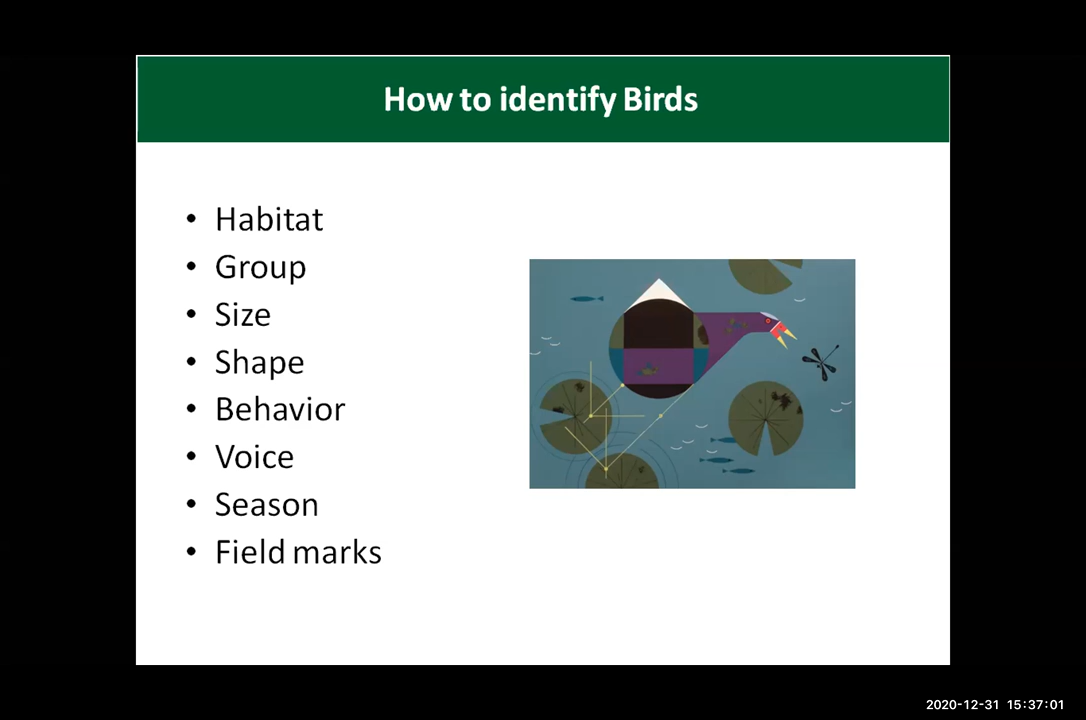 How to identify Birds
• Habitat
• Group
• Size
• Shape
• Behavior
• Voice
• Season
• Field marks
2020-12-31 15:37:01